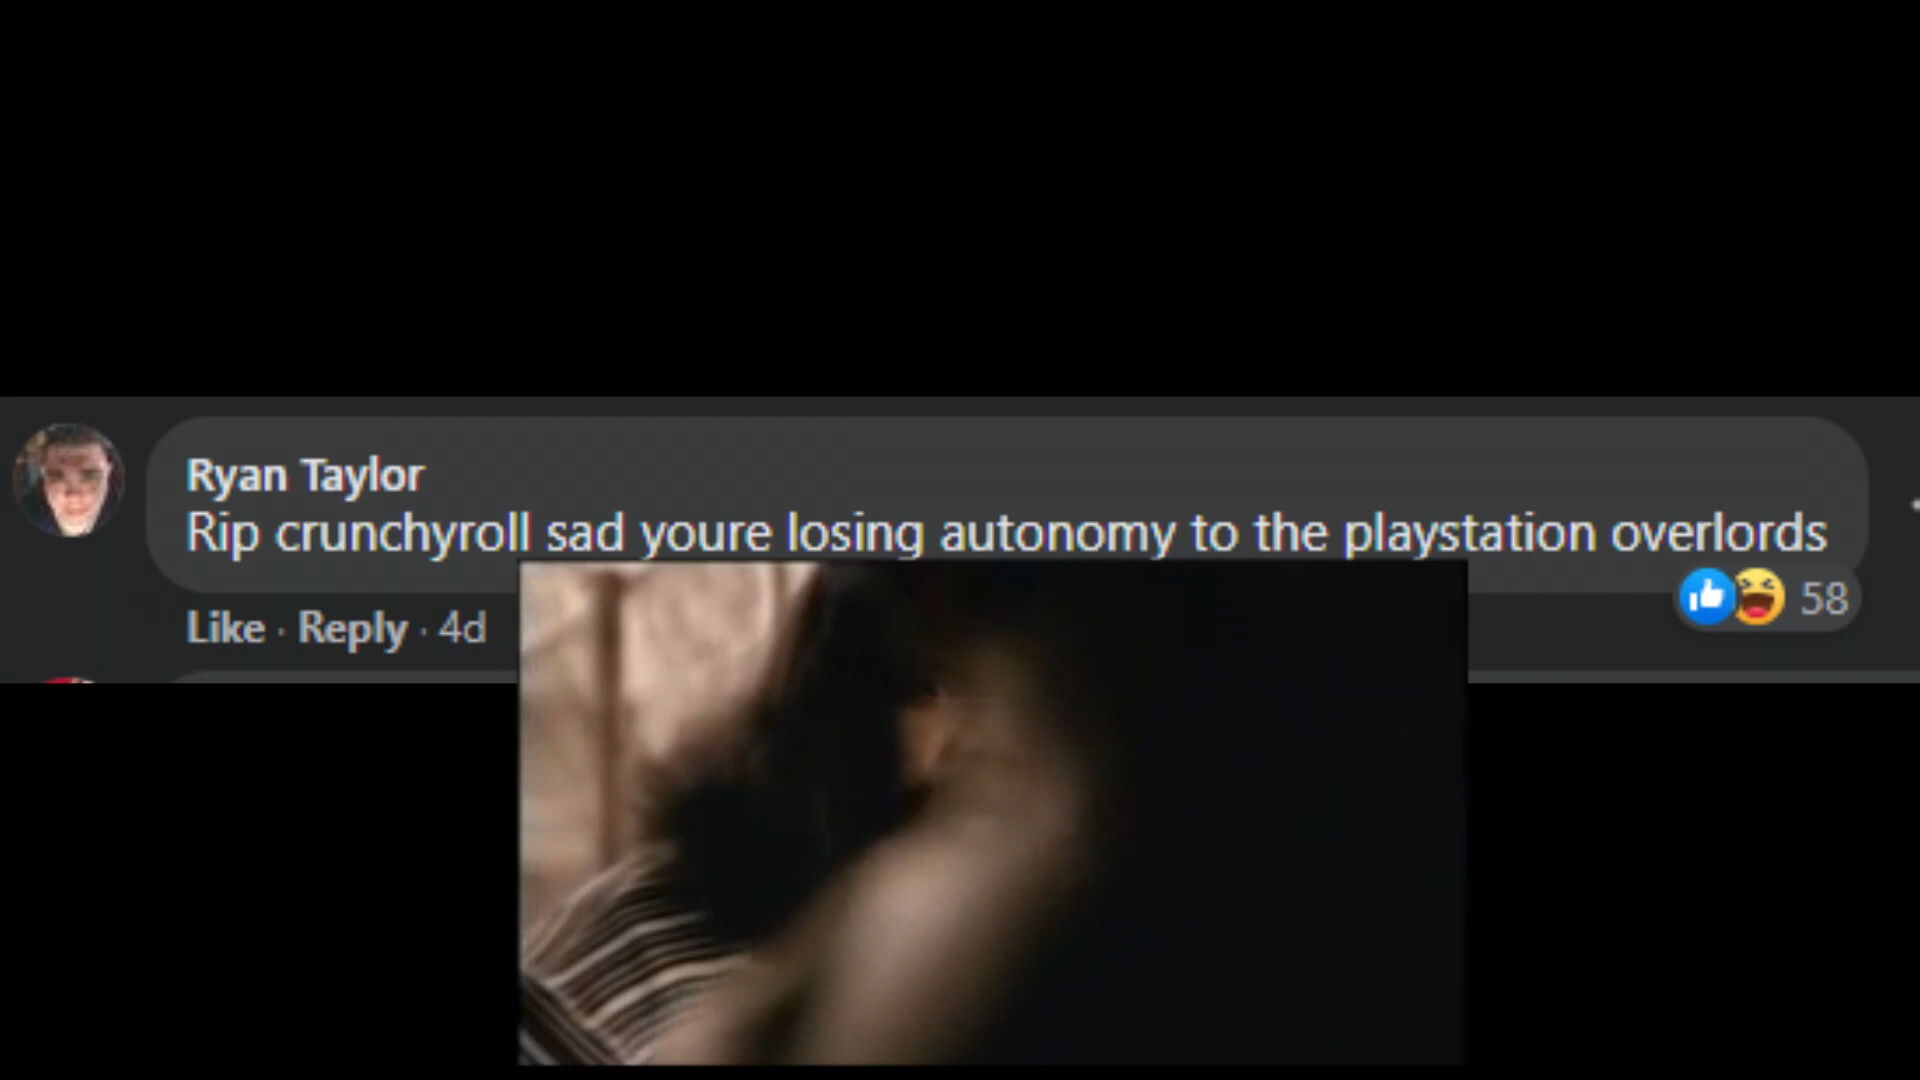 Ryan Taylor
Rip crunchyroll sad youre losing autonomy to the playstation overlords
Like · Reply · 4d
58